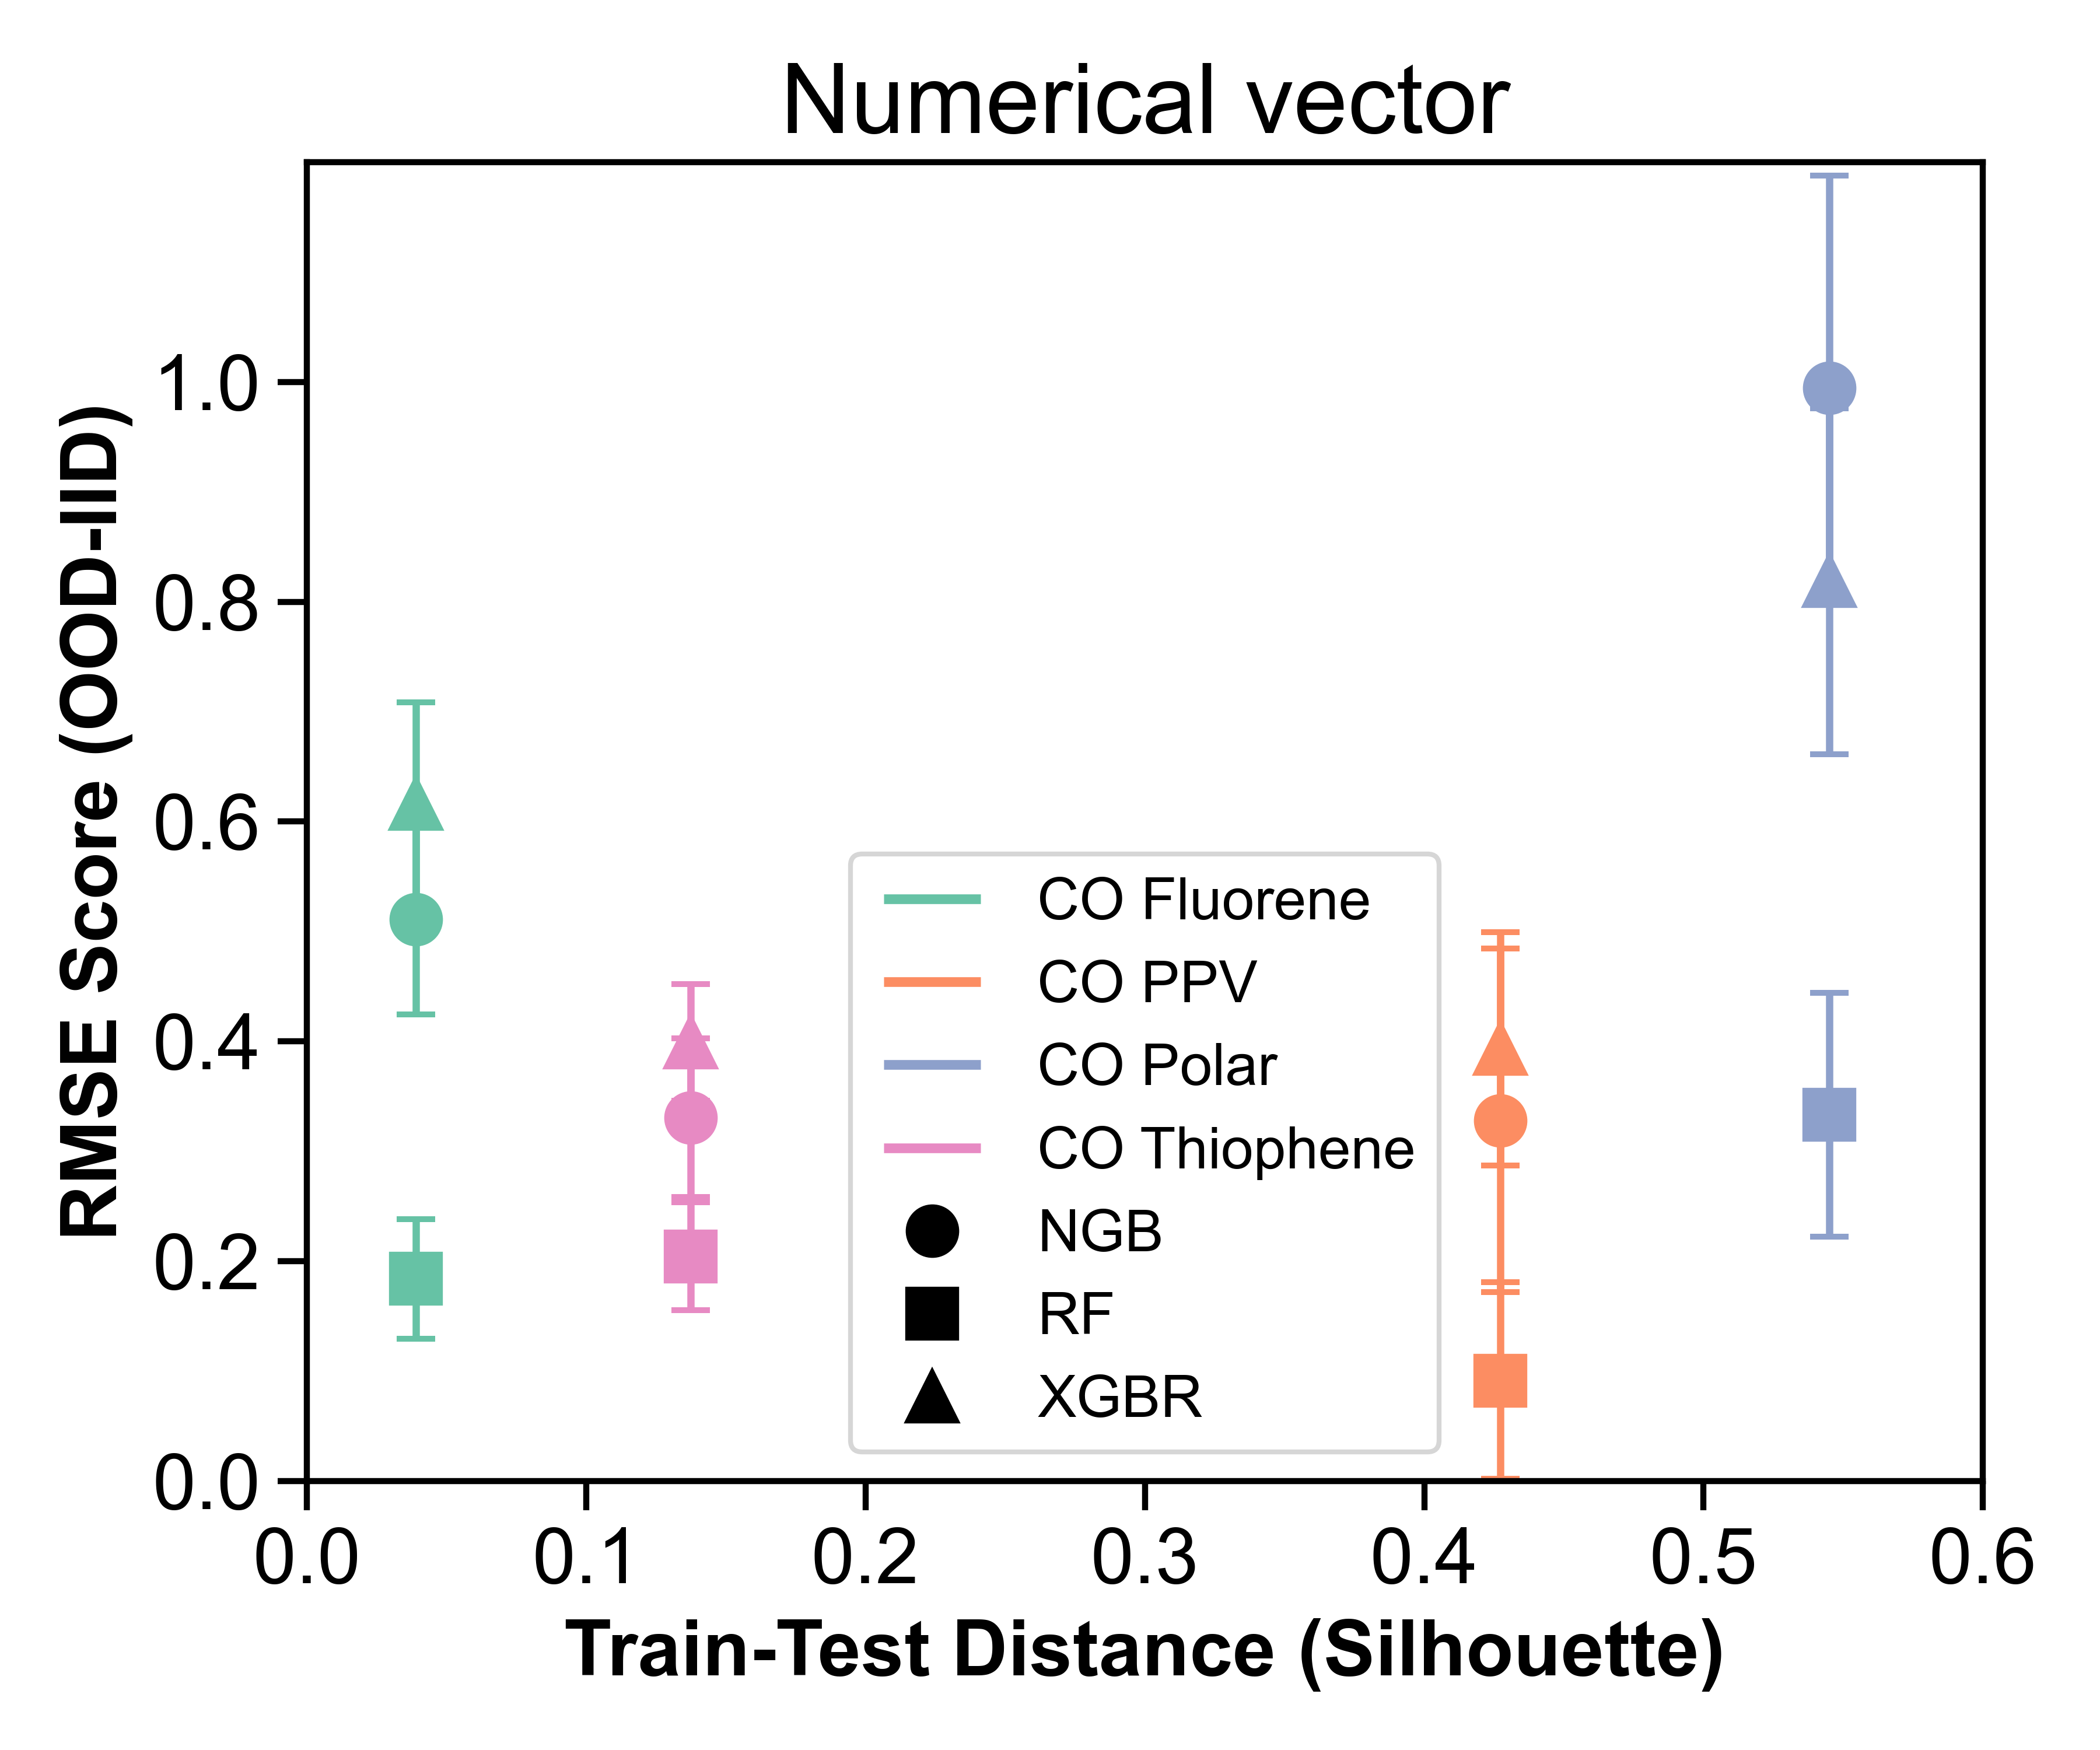 Numerical vector
RMSE Score (OOD-IID)
1.0
0.8
0.6
0.4
0.2
0.0
CO Fluorene
CO PPV
CO Polar
CO Thiophene
NGB
RF
XGBR
0.0 0.1 0.2 0.3 0.4 0.5 0.6
Train-Test Distance (Silhouette)